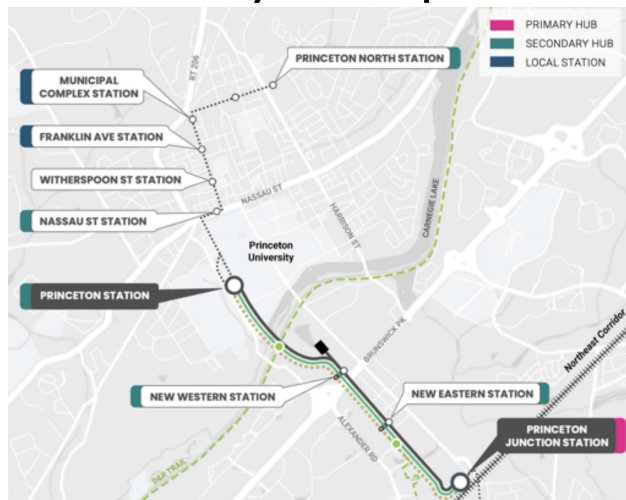 PRIMARY HUB
SECONDARY HUB
LOCAL STATION
RT 206
PRINCETON NORTH STATION
MUNICIPAL
COMPLEX STATION
FRANKLIN AVE STATION
WITHERSPOON ST STATION
NASSAU ST
HARRISON ST
CARNEGIE LAKE
NASSAU ST STATION
Princeton
University
PRINCETON STATION
BRUNSWICK PK
Northeast Corridor
NEW WESTERN STATION
NEW EASTERN STATION
ALEXANDER RD
PRINCETON
JUNCTION STATION
D&R TRAIL